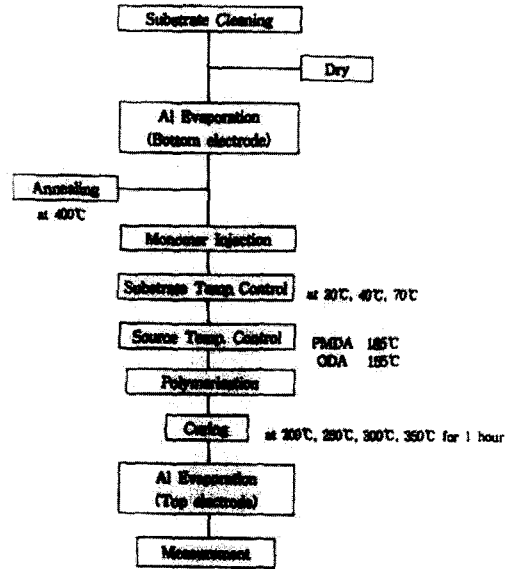 Substrate Cleaning
Dry
Al Evaporation
(Bottom electrode)
Annealing
at 400℃
Monomer Injection
Substrate Temp. Control
at 20℃, 40℃, 70℃
Source Temp. Control
PMDA 185℃
ODA 155℃
Polymerization
Curing
at 200℃, 250℃, 300℃, 350℃ for 1 hour
Al Evaporation
(Top electrode)
Measurement